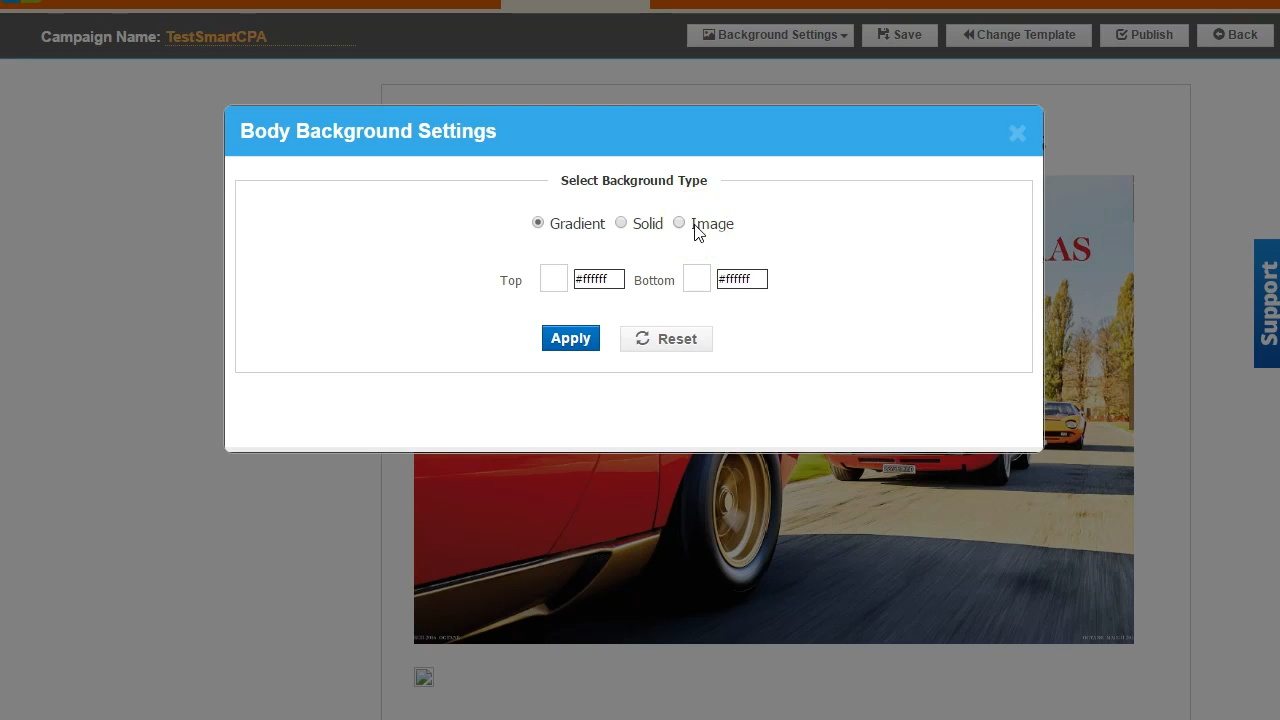 Campaign Name: TestSmartCPA
Background Settings
Save
Change Template
Publish
Back
Body Background Settings
Select Background Type
Gradient
Solid
Image
Top
#ffffff
Bottom
#ffffff
Apply
Reset
Support